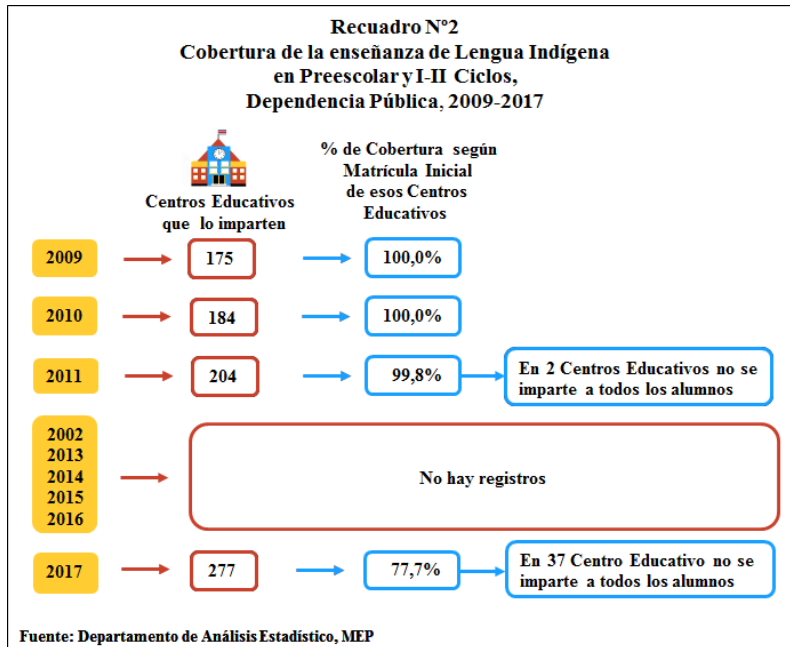 Recuadro Nº2
Cobertura de la enseñanza de Lengua Indígena
en Preescolar y I-II Ciclos,
Dependencia Pública, 2009-2017
Centros Educativos
que lo imparten
% de Cobertura según
Matrícula Inicial
de esos Centros
Educativos
2009
175
100,0%
2010
184
100,0%
2011
204
99,8%
En 2 Centros Educativos no se
imparte a todos los alumnos
2002
2013
2014
2015
2016
No hay registros
2017
277
77,7%
En 37 Centro Educativo no se
imparte a todos los alumnos
Fuente: Departamento de Análisis Estadístico, MEP